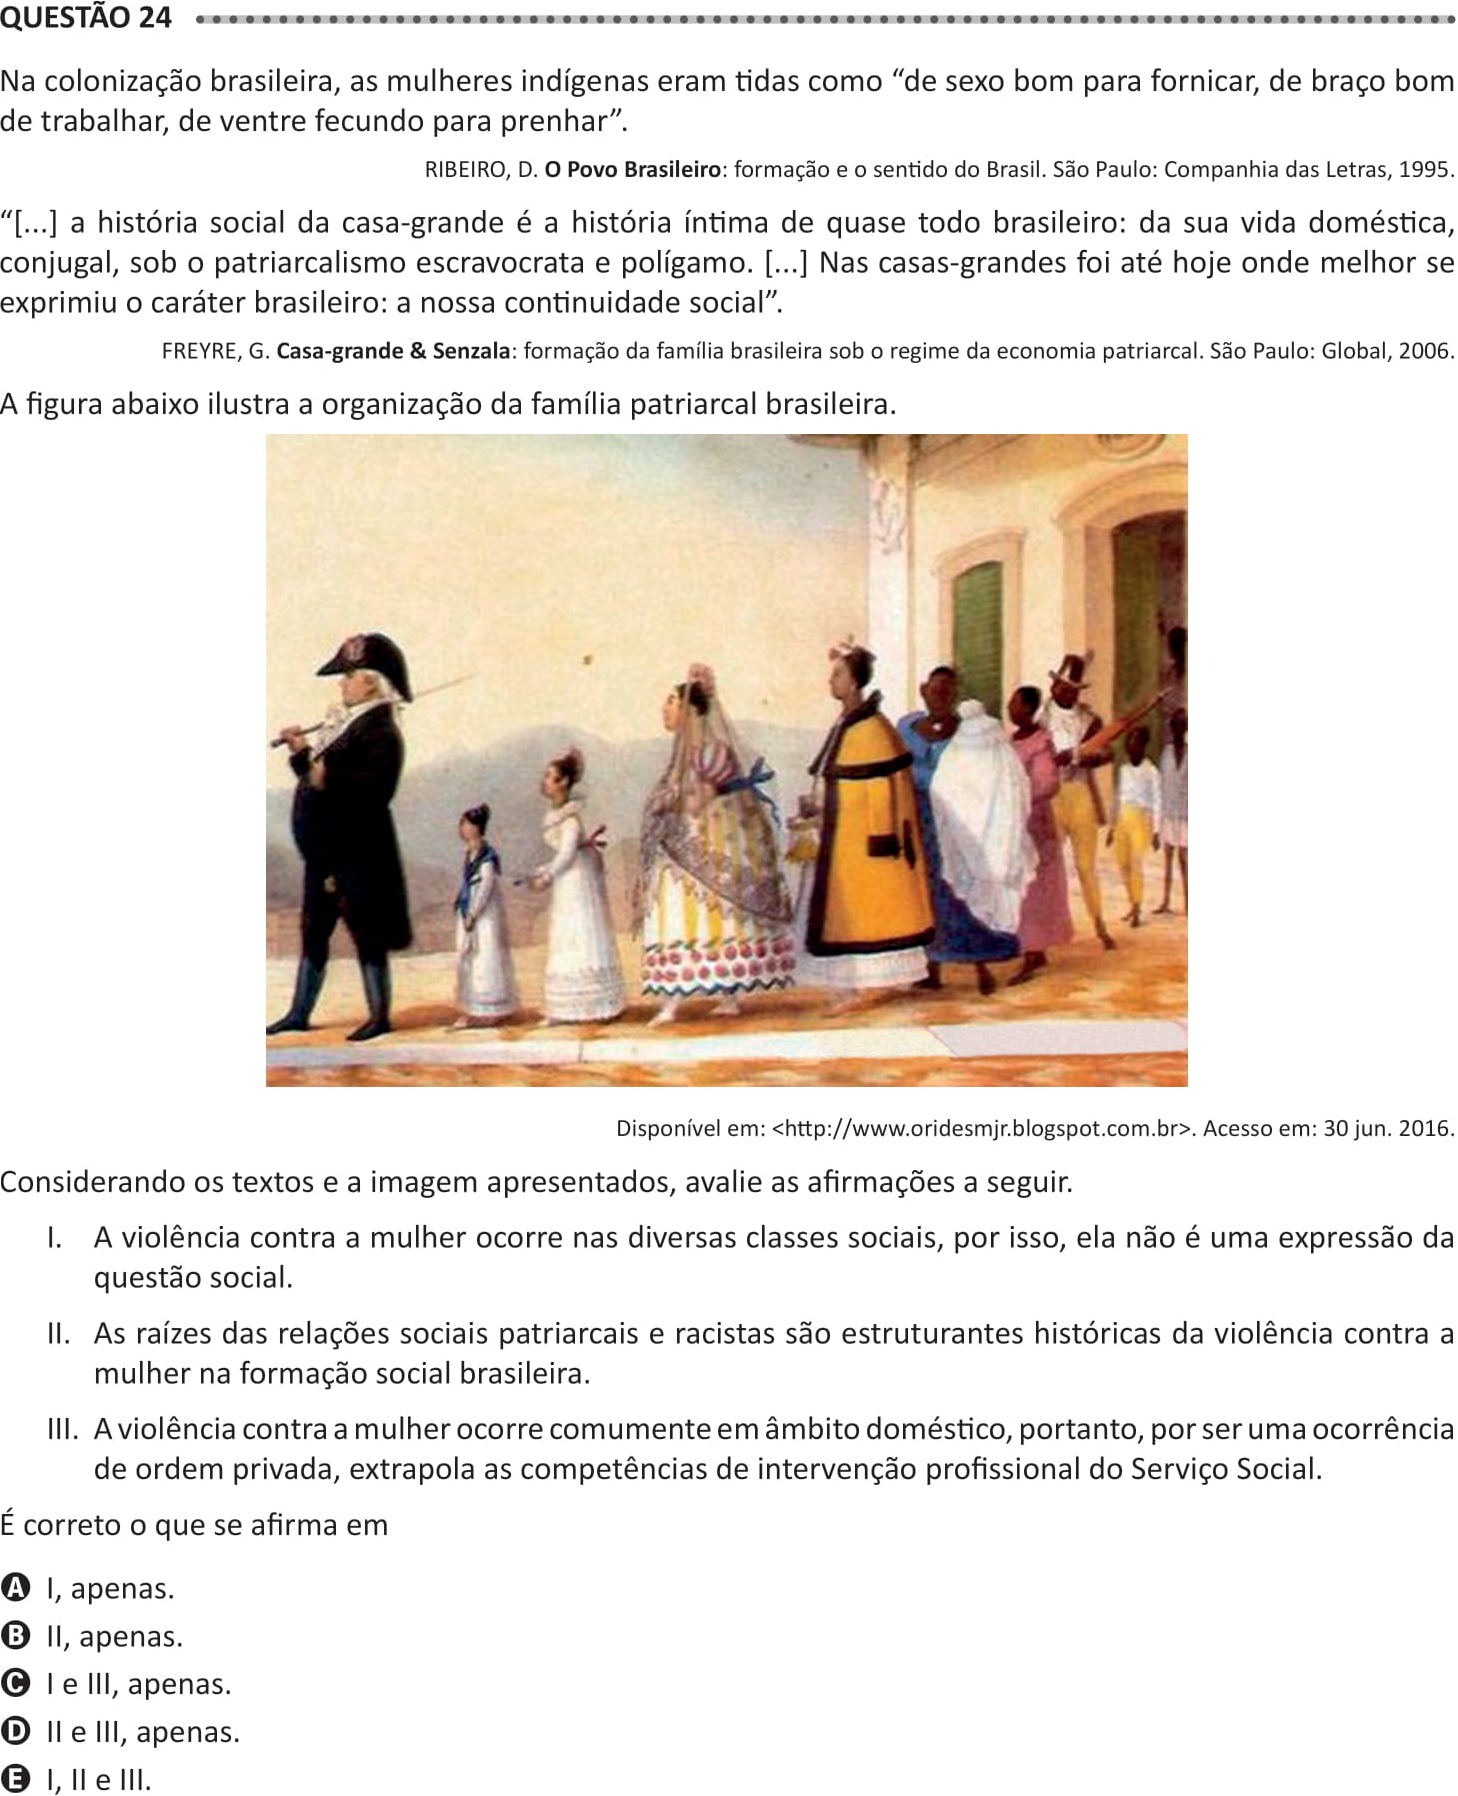 QUESTÃO 24
Na colonização brasileira, as mulheres indígenas eram tidas como “de sexo bom para fornicar, de braço bom
de trabalhar, de ventre fecundo para prenhar”.
RIBEIRO, D. O Povo Brasileiro: formação e o sentido do Brasil. São Paulo: Companhia das Letras, 1995.
“[...] a história social da casa-grande é a história íntima de quase todo brasileiro: da sua vida doméstica,
conjugal, sob o patriarcalismo escravocrata e polígamo. [...] Nas casas-grandes foi até hoje onde melhor se
exprimiu o caráter brasileiro: a nossa continuidade social”.
FREYRE, G. Casa-grande & Senzala: formação da família brasileira sob o regime da economia patriarcal. São Paulo: Global, 2006.
A figura abaixo ilustra a organização da família patriarcal brasileira.
Disponível em: <http://www.oridesmjr.blogspot.com.br>. Acesso em: 30 jun. 2016.
Considerando os textos e a imagem apresentados, avalie as afirmações a seguir.
I. A violência contra a mulher ocorre nas diversas classes sociais, por isso, ela não é uma expressão da
questão social.
II. As raízes das relações sociais patriarcais e racistas são estruturantes históricas da violência contra a
mulher na formação social brasileira.
III. A violência contra a mulher ocorre comumente em âmbito doméstico, portanto, por ser uma ocorrência
de ordem privada, extrapola as competências de intervenção profissional do Serviço Social.
É correto o que se afirma em
A I, apenas.
B II, apenas.
C I e III, apenas.
D II e III, apenas.
E I, II e III.